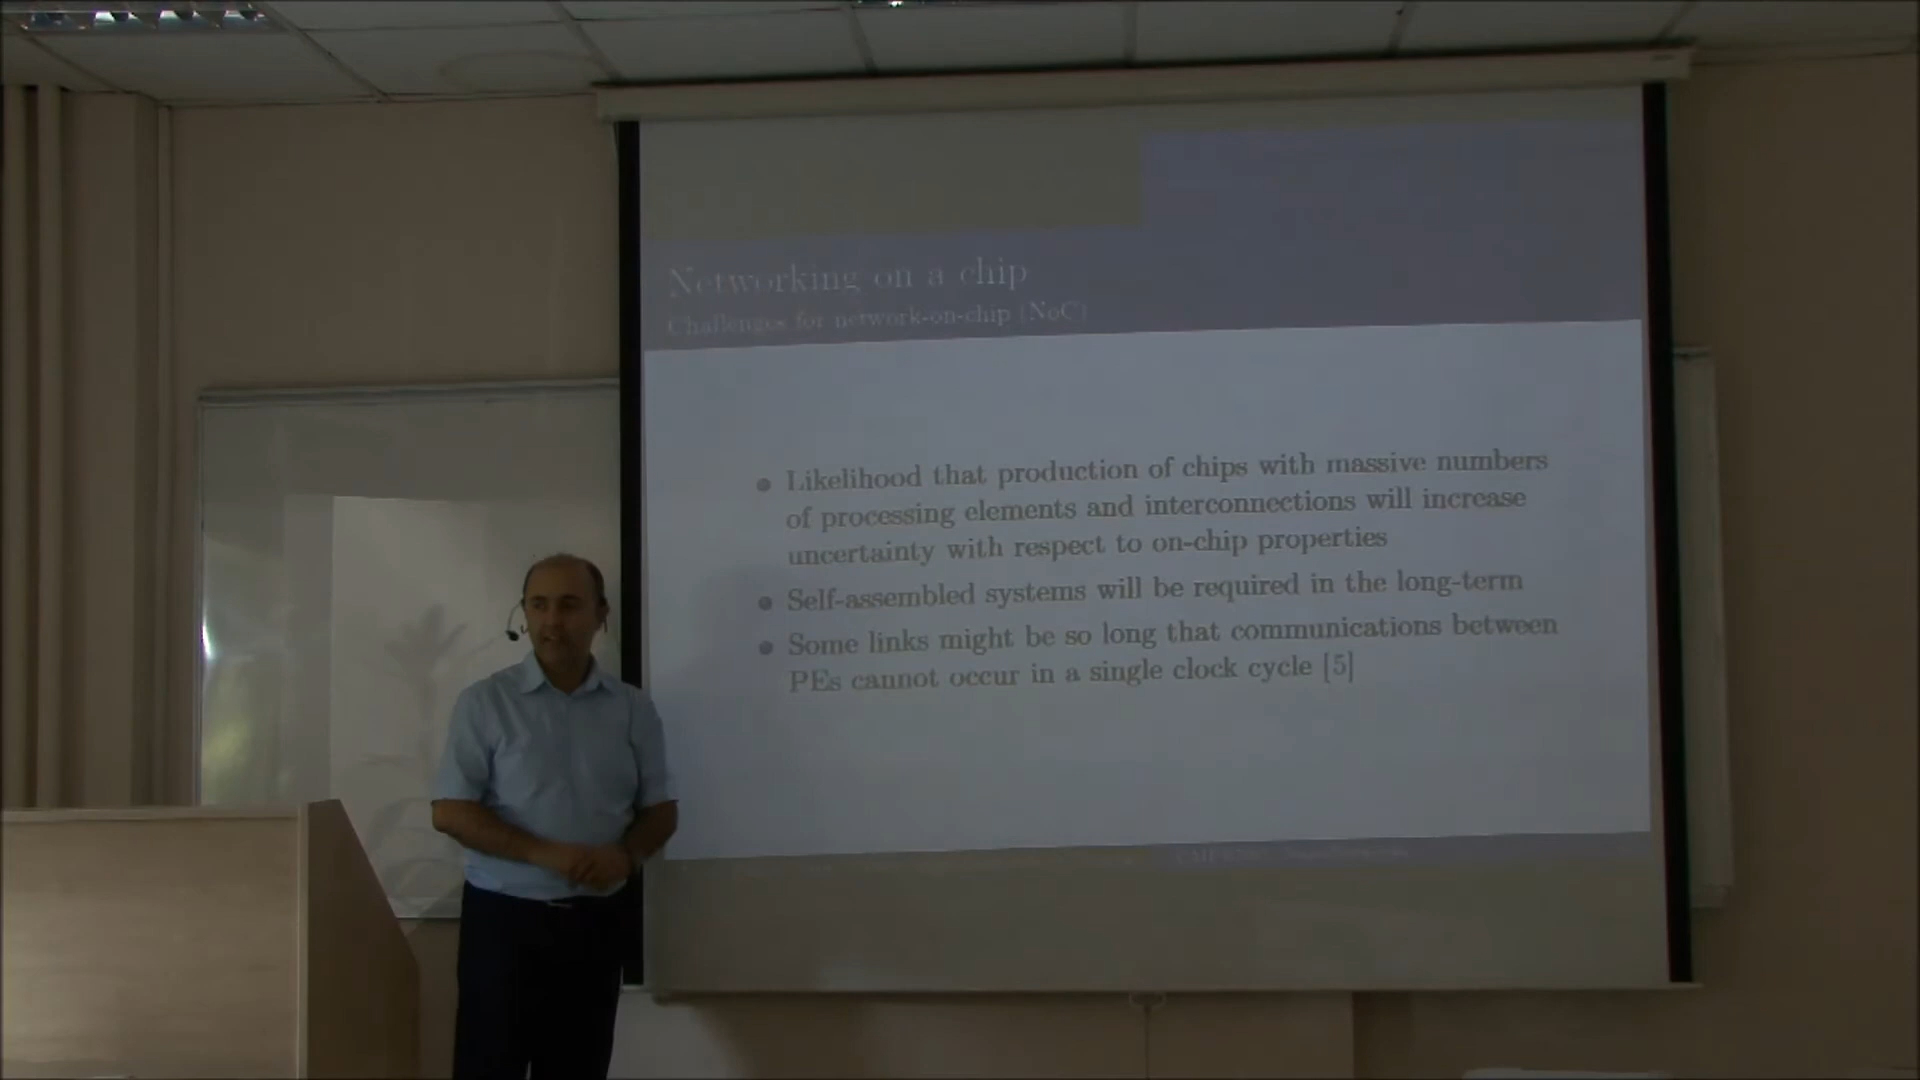 Networking on a chip
Challenges for network-on-chip (NoC)
Likelihood that production of chips with massive numbers
of processing elements and interconnections will increase
uncertainty with respect to on-chip properties
Self-assembled systems will be required in the long-term
Some links might be so long that communications between
PEs cannot occur in a single clock cycle [5]